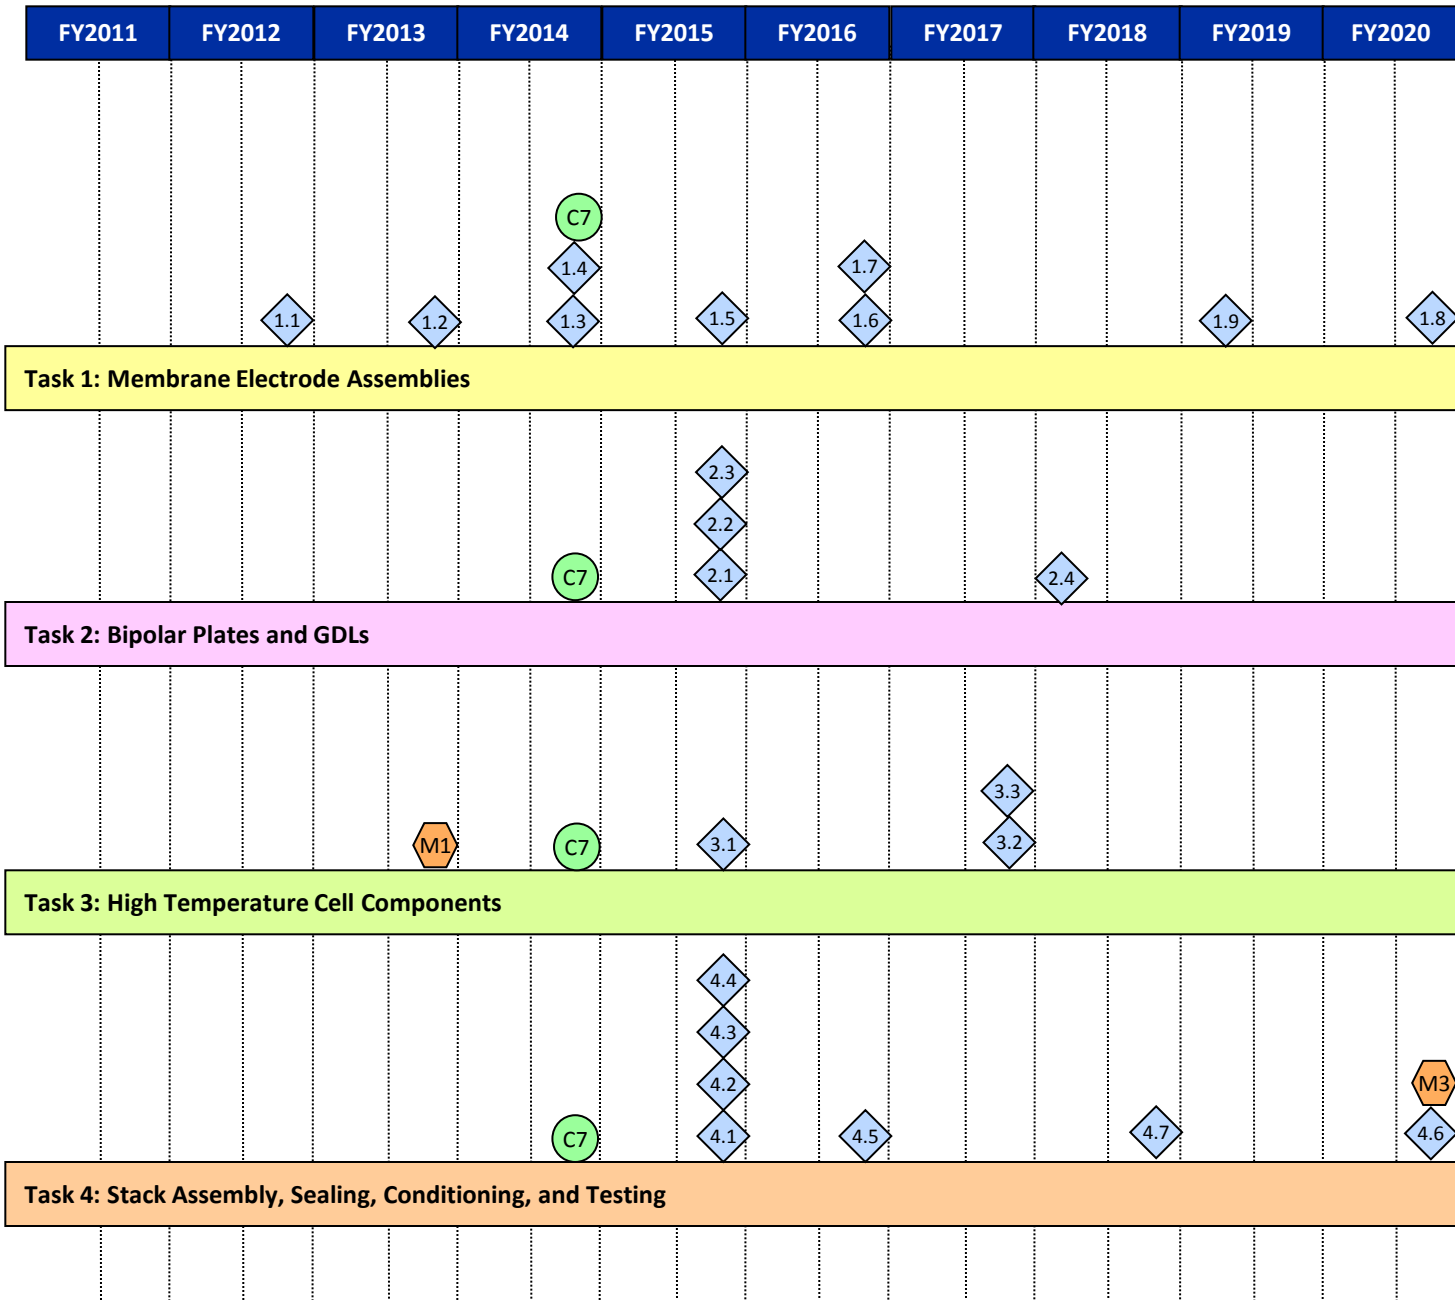 FY2011 FY2012 FY2013 FY2014 FY2015 FY2016 FY2017 FY2018 FY2019 FY2020
C7
1.4 1.7
1.1 1.2 1.3 1.5 1.6 1.9 1.8
Task 1: Membrane Electrode Assemblies
2.3
2.2
C7 2.1 2.4
Task 2: Bipolar Plates and GDLs
3.3
M1 C7 3.1 3.2
Task 3: High Temperature Cell Components
4.4
4.3
4.2 M3
C7 4.1 4.5 4.7 4.6
Task 4: Stack Assembly, Sealing, Conditioning, and Testing